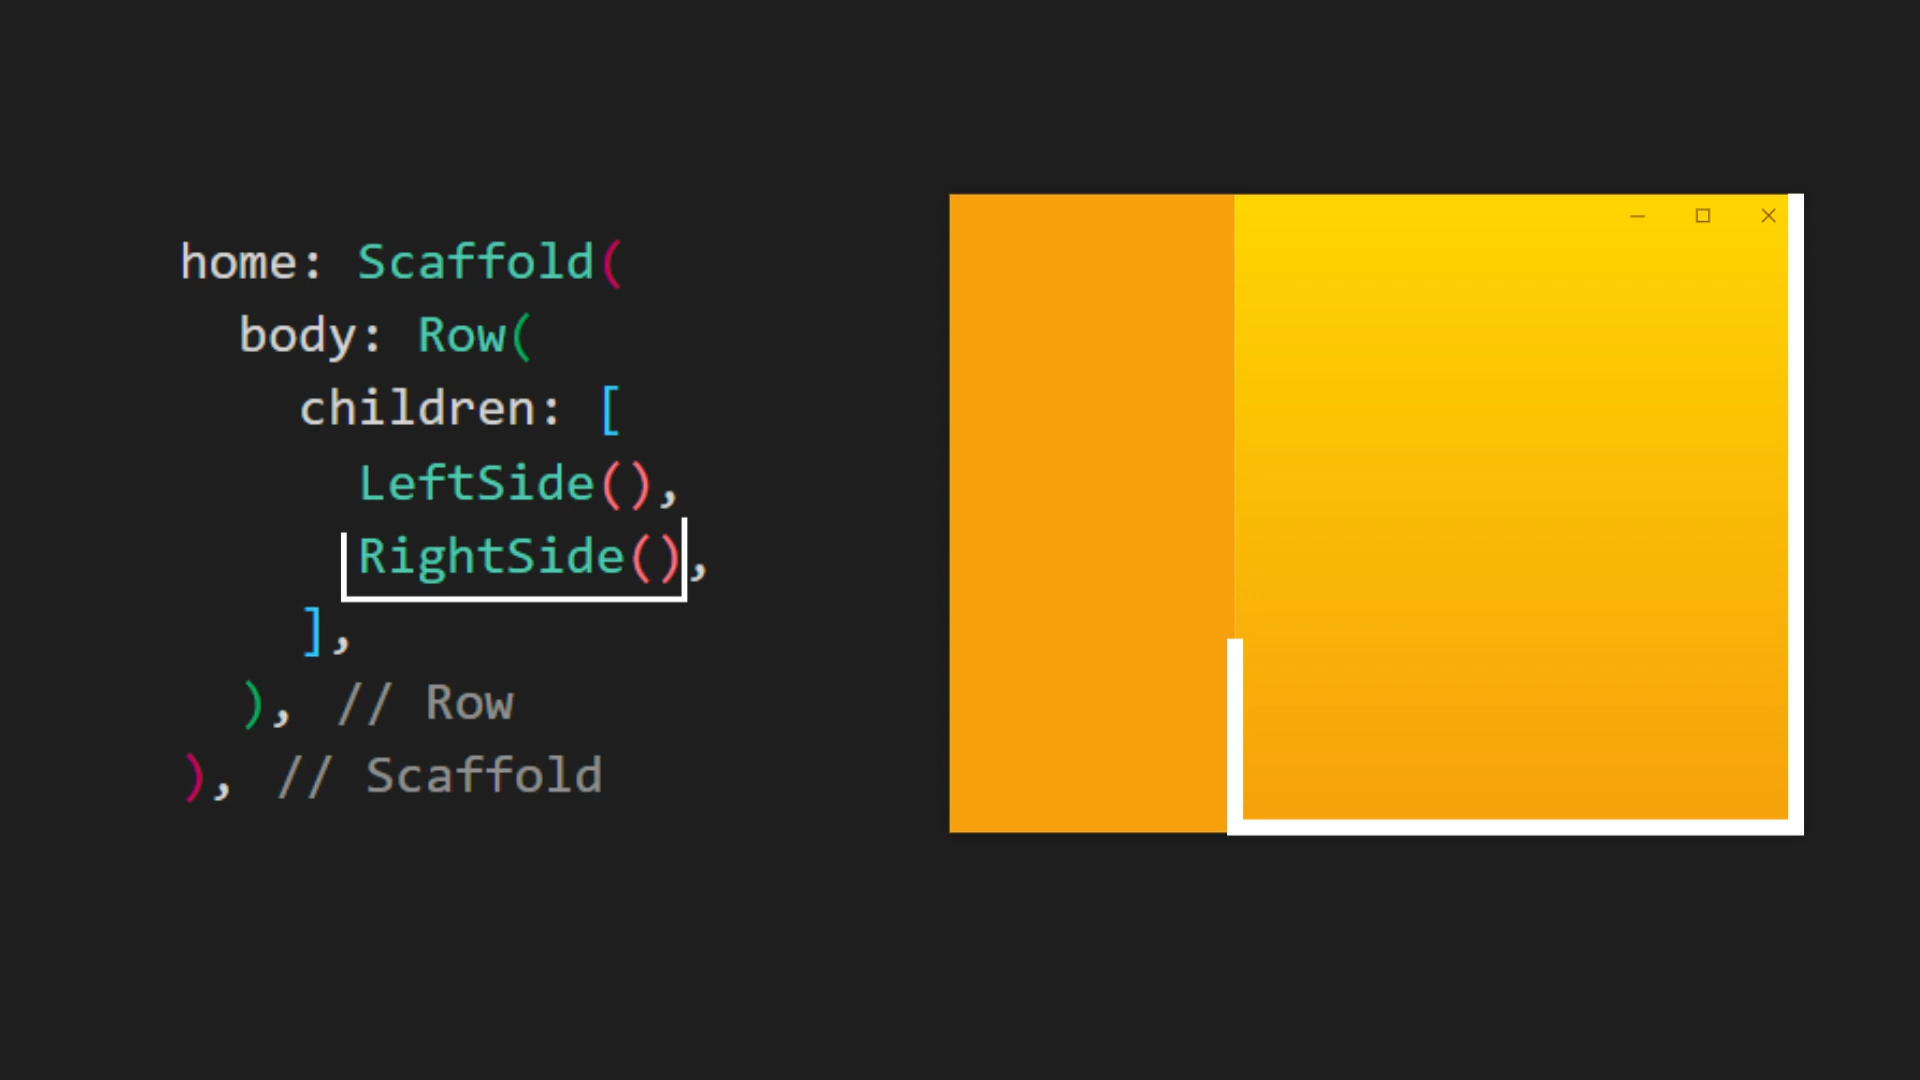 home: Scaffold(
body: Row(
children: [
LeftSide(),
RightSide(),
],
), // Row
), // Scaffold